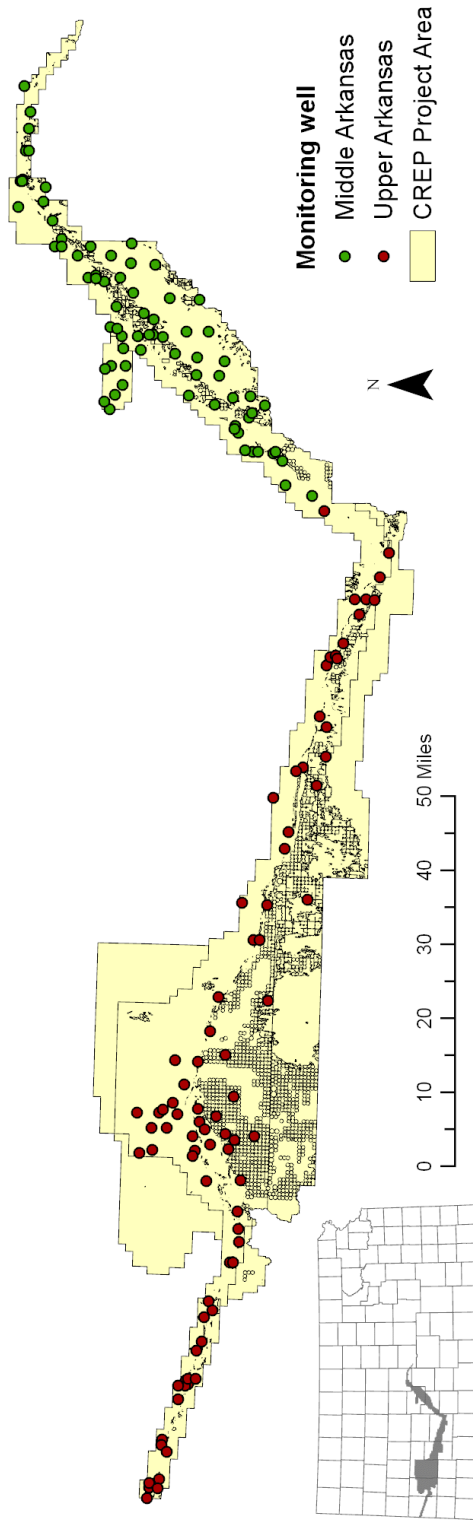 Monitoring well
Middle Arkansas
Upper Arkansas
CREP Project Area
N
0 10 20 30 40 50 Miles